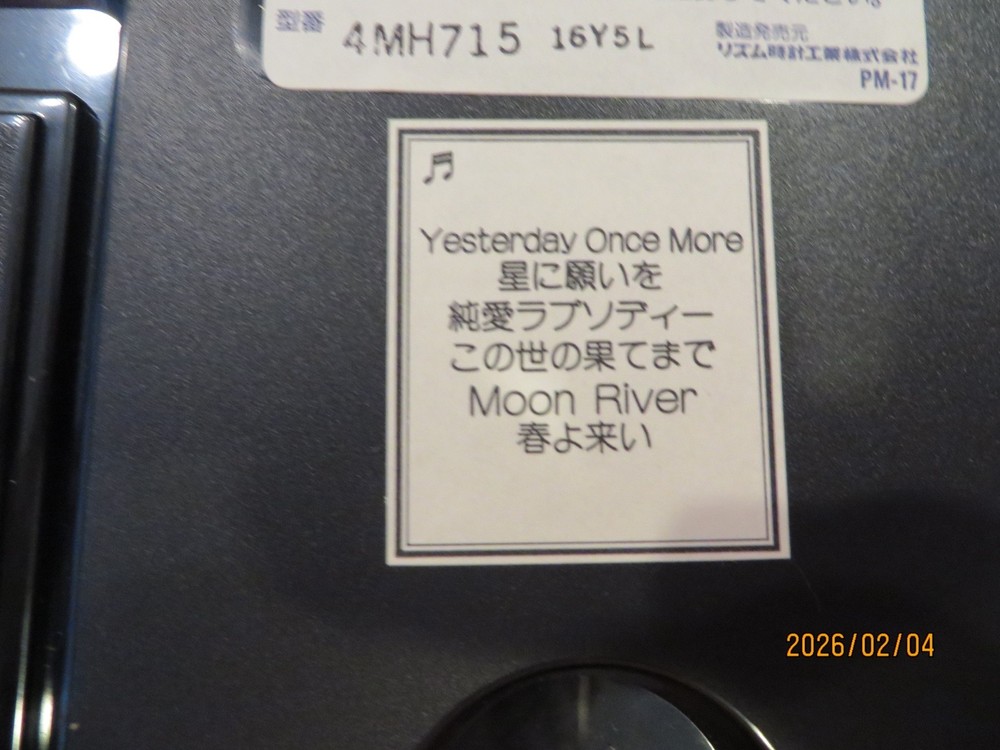 型番 4MH715 16Y5L
製造発売元
リズム時計工業株式会社
PM-17
Yesterday Once More
星に願いを
純愛ラプソディー
この世の果てまで
Moon River
春よ来い
2026/02/04